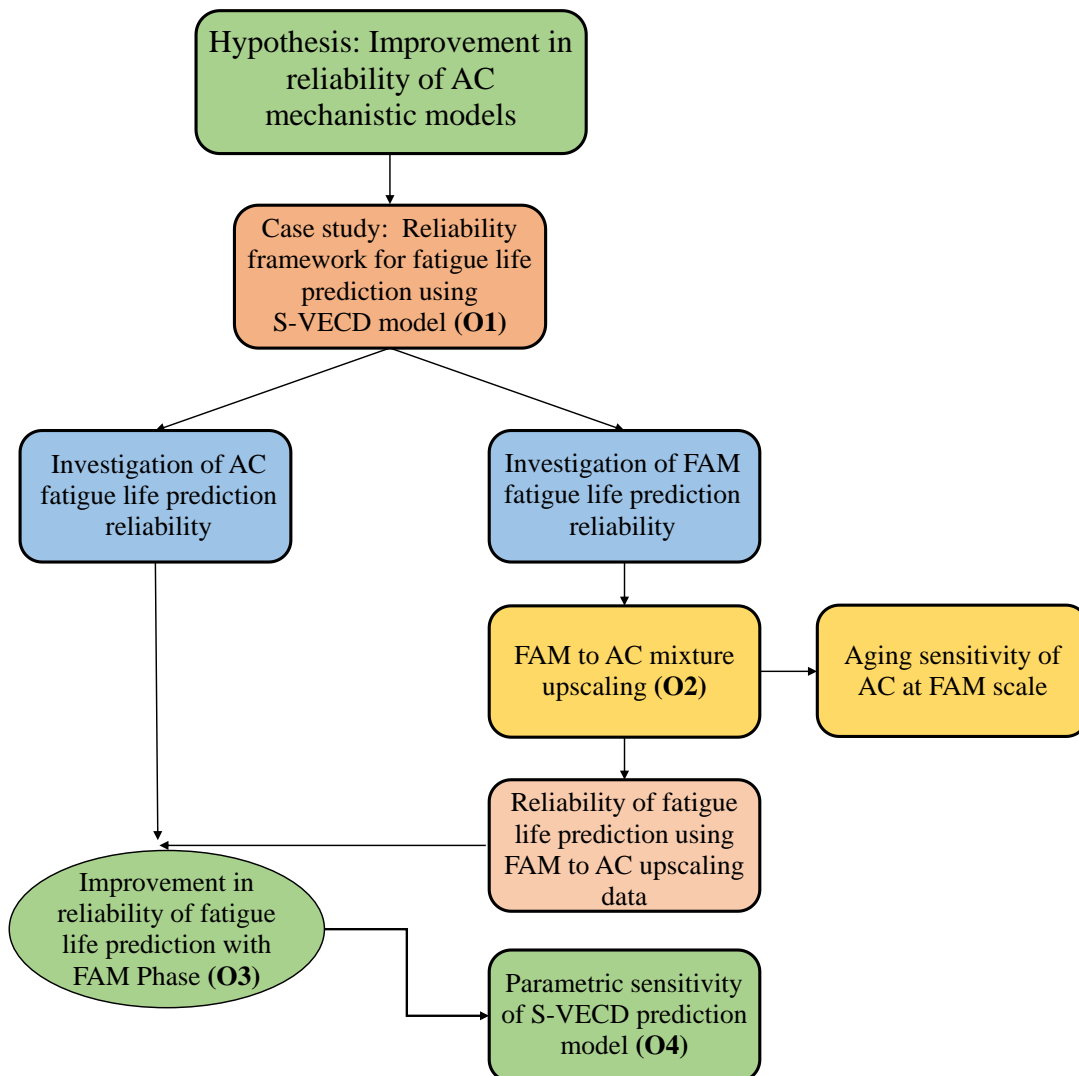 Hypothesis: Improvement in
reliability of AC
mechanistic models
Case study:  Reliability
framework for fatigue life
prediction using
S-VECD model (O1)
Investigation of AC
fatigue life prediction
reliability
Investigation of FAM
fatigue life prediction
reliability
FAM to AC mixture
upscaling (O2)
Aging sensitivity of
AC at FAM scale
Reliability of fatigue
life prediction using
FAM to AC upscaling
data
Improvement in
reliability of fatigue
life prediction with
FAM Phase (O3)
Parametric sensitivity
of S-VECD prediction
model (O4)